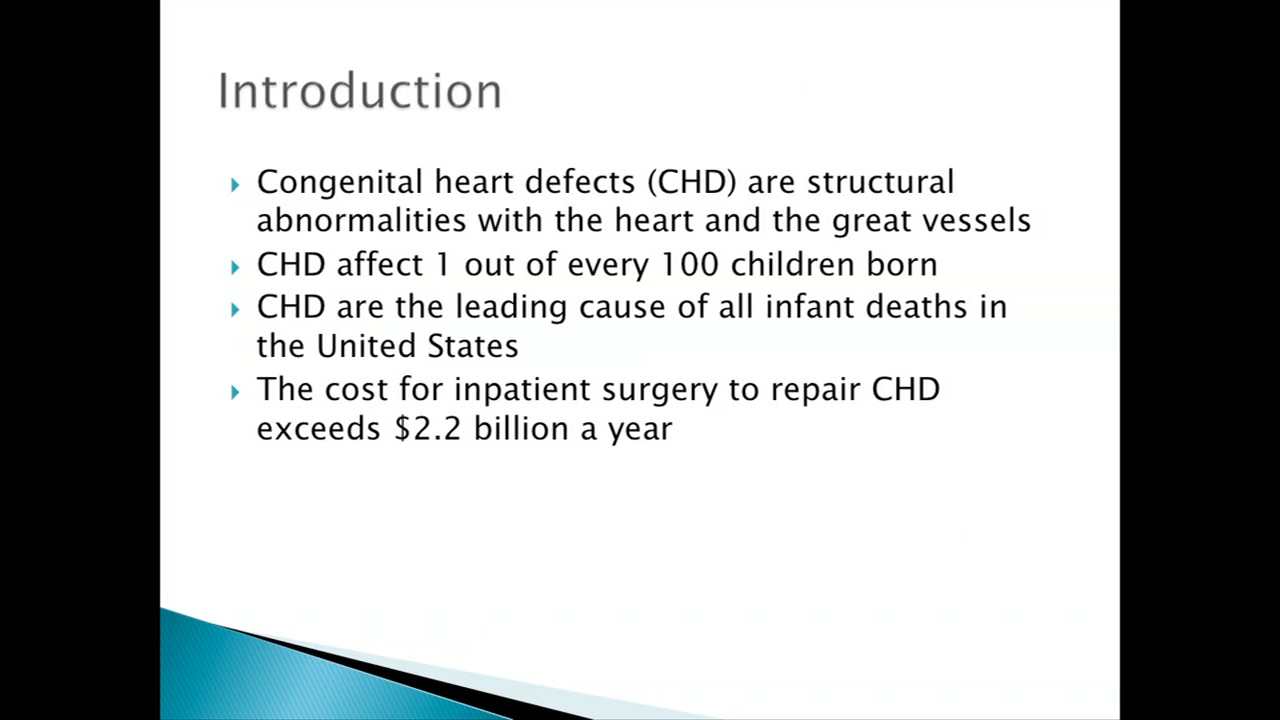 Introduction
Congenital heart defects (CHD) are structural
abnormalities with the heart and the great vessels
CHD affect 1 out of every 100 children born
CHD are the leading cause of all infant deaths in
the United States
The cost for inpatient surgery to repair CHD
exceeds $2.2 billion a year